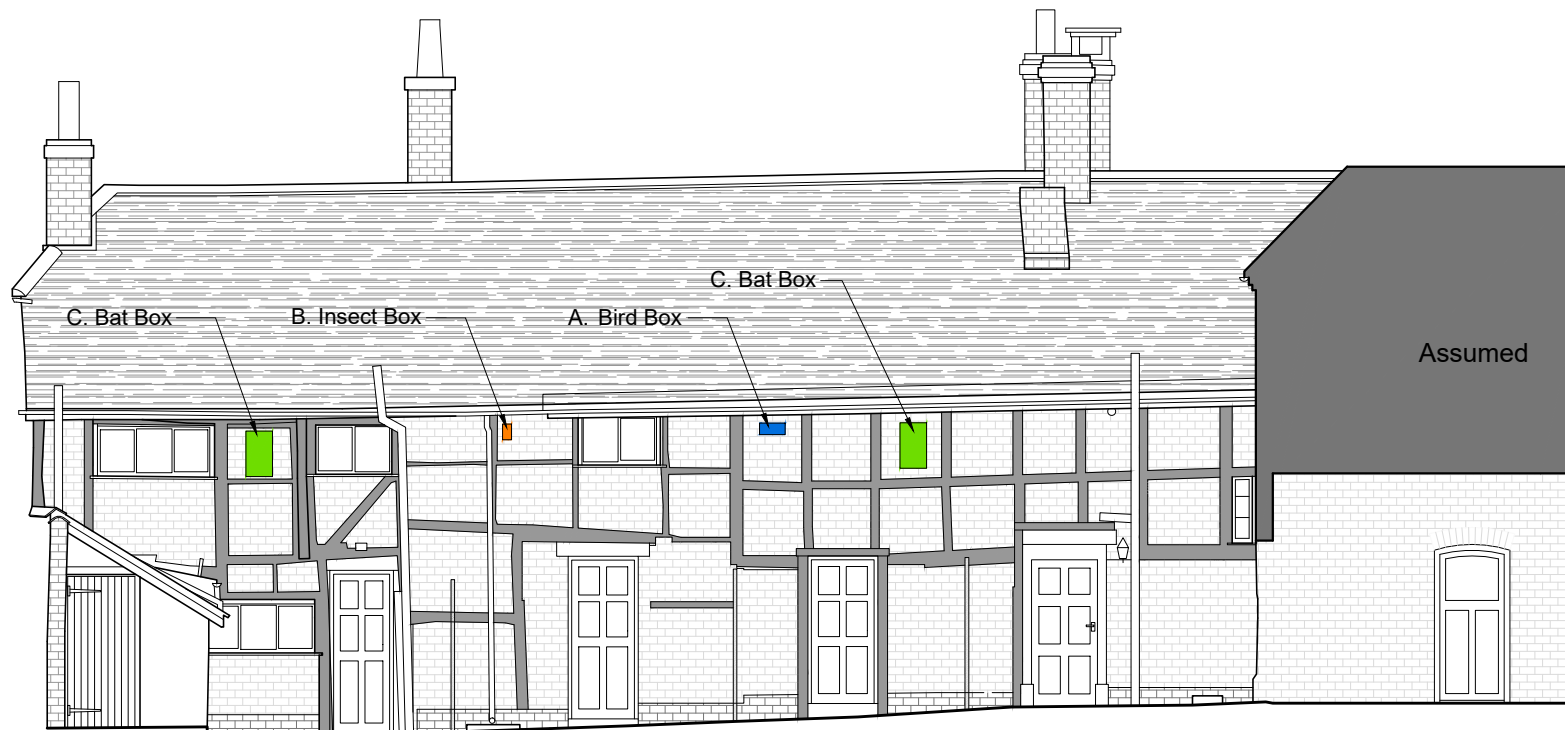 C. Bat Box
C. Bat Box
B. Insect Box
A. Bird Box
Assumed